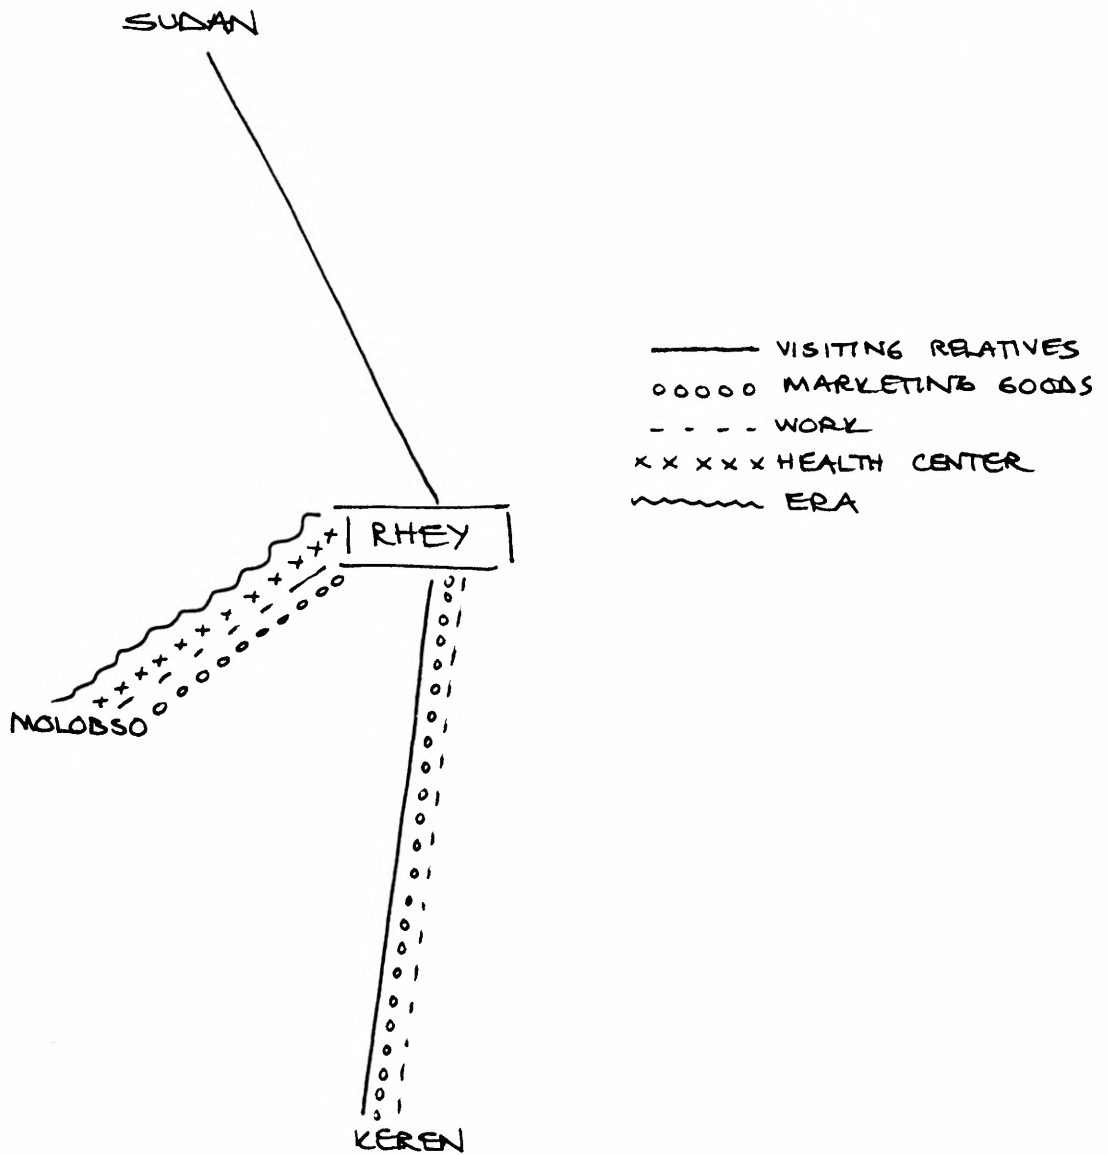 SUDAN
VISITING RELATIVES
MARKETING GOODS
WORK
HEALTH CENTER
ERA
RHEY
MOLOBSO
KEREN